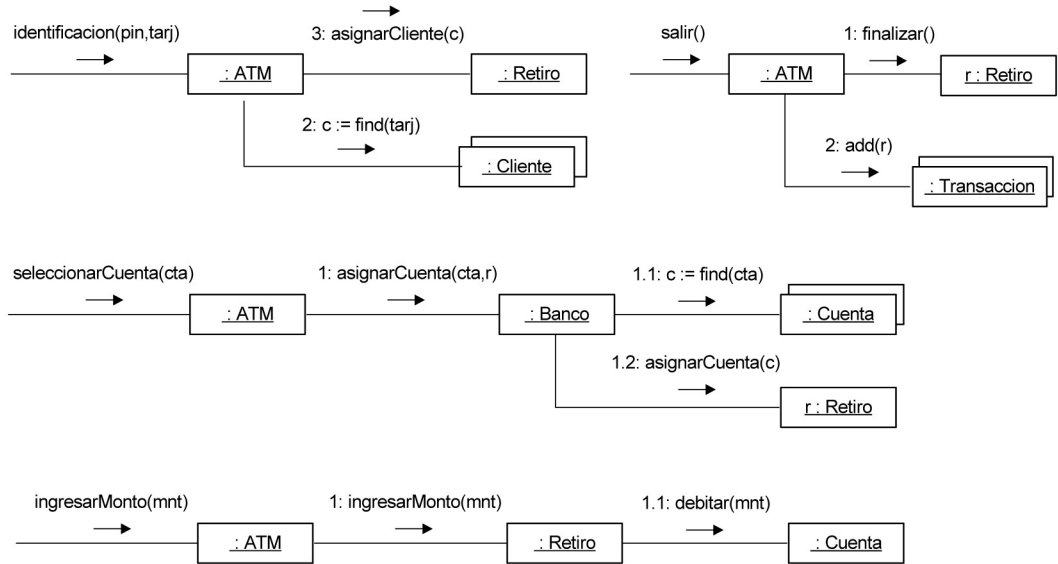 identificacion(pin,tarj)
3: asignarCliente(c)
: ATM
: Retiro
2: c := find(tarj)
: Cliente
salir()
1: finalizar()
: ATM
r : Retiro
2: add(r)
: Transaccion
seleccionarCuenta(cta)
1: asignarCuenta(cta,r)
1.1: c := find(cta)
: ATM
: Banco
: Cuenta
1.2: asignarCuenta(c)
r : Retiro
ingresarMonto(mnt)
1: ingresarMonto(mnt)
1.1: debitar(mnt)
: ATM
: Retiro
: Cuenta